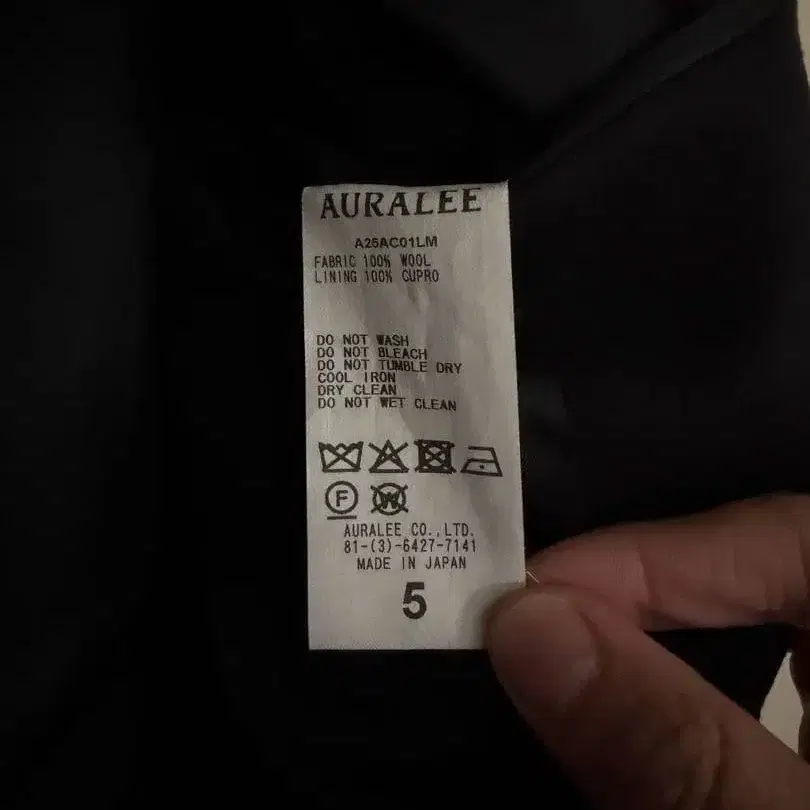 AURALEE
A26AC01LM
FABRIC 100% WOOL
LINING 100% CUPRO
DO NOT WASH
DO NOT BLEACH
DO NOT TUMBLE DRY
COOL IRON
DRY CLEAN
DO NOT WET CLEAN
F W
AURALEE CO.,LTD.
81-(3)-6427-7141
MADE IN JAPAN
5